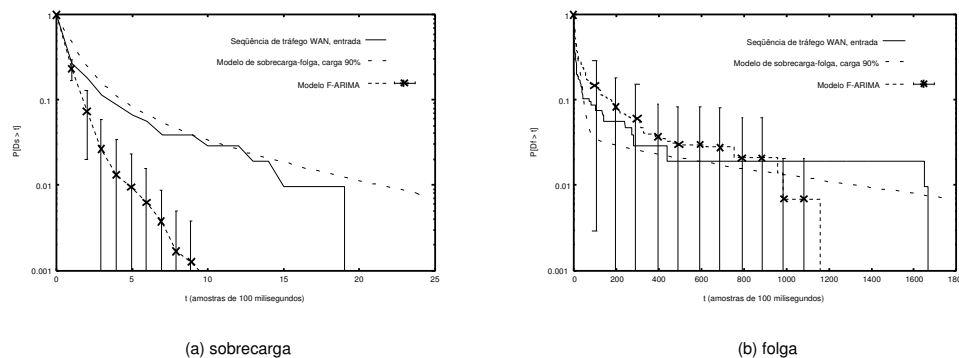 1
0.1
0.01
0.001
P[Ds > t]
Seqüência de tráfego WAN, entrada
Modelo de sobrecarga-folga, carga 90%
Modelo F-ARIMA
0 5 10 15 20 25
t (amostras de 100 milisegundos)
(a) sobrecarga
1
0.1
0.01
0.001
P[Df > t]
Seqüência de tráfego WAN, entrada
Modelo de sobrecarga-folga, carga 90%
Modelo F-ARIMA
0 200 400 600 800 1000 1200 1400 1600 180
t (amostras de 100 milisegundos)
(b) folga